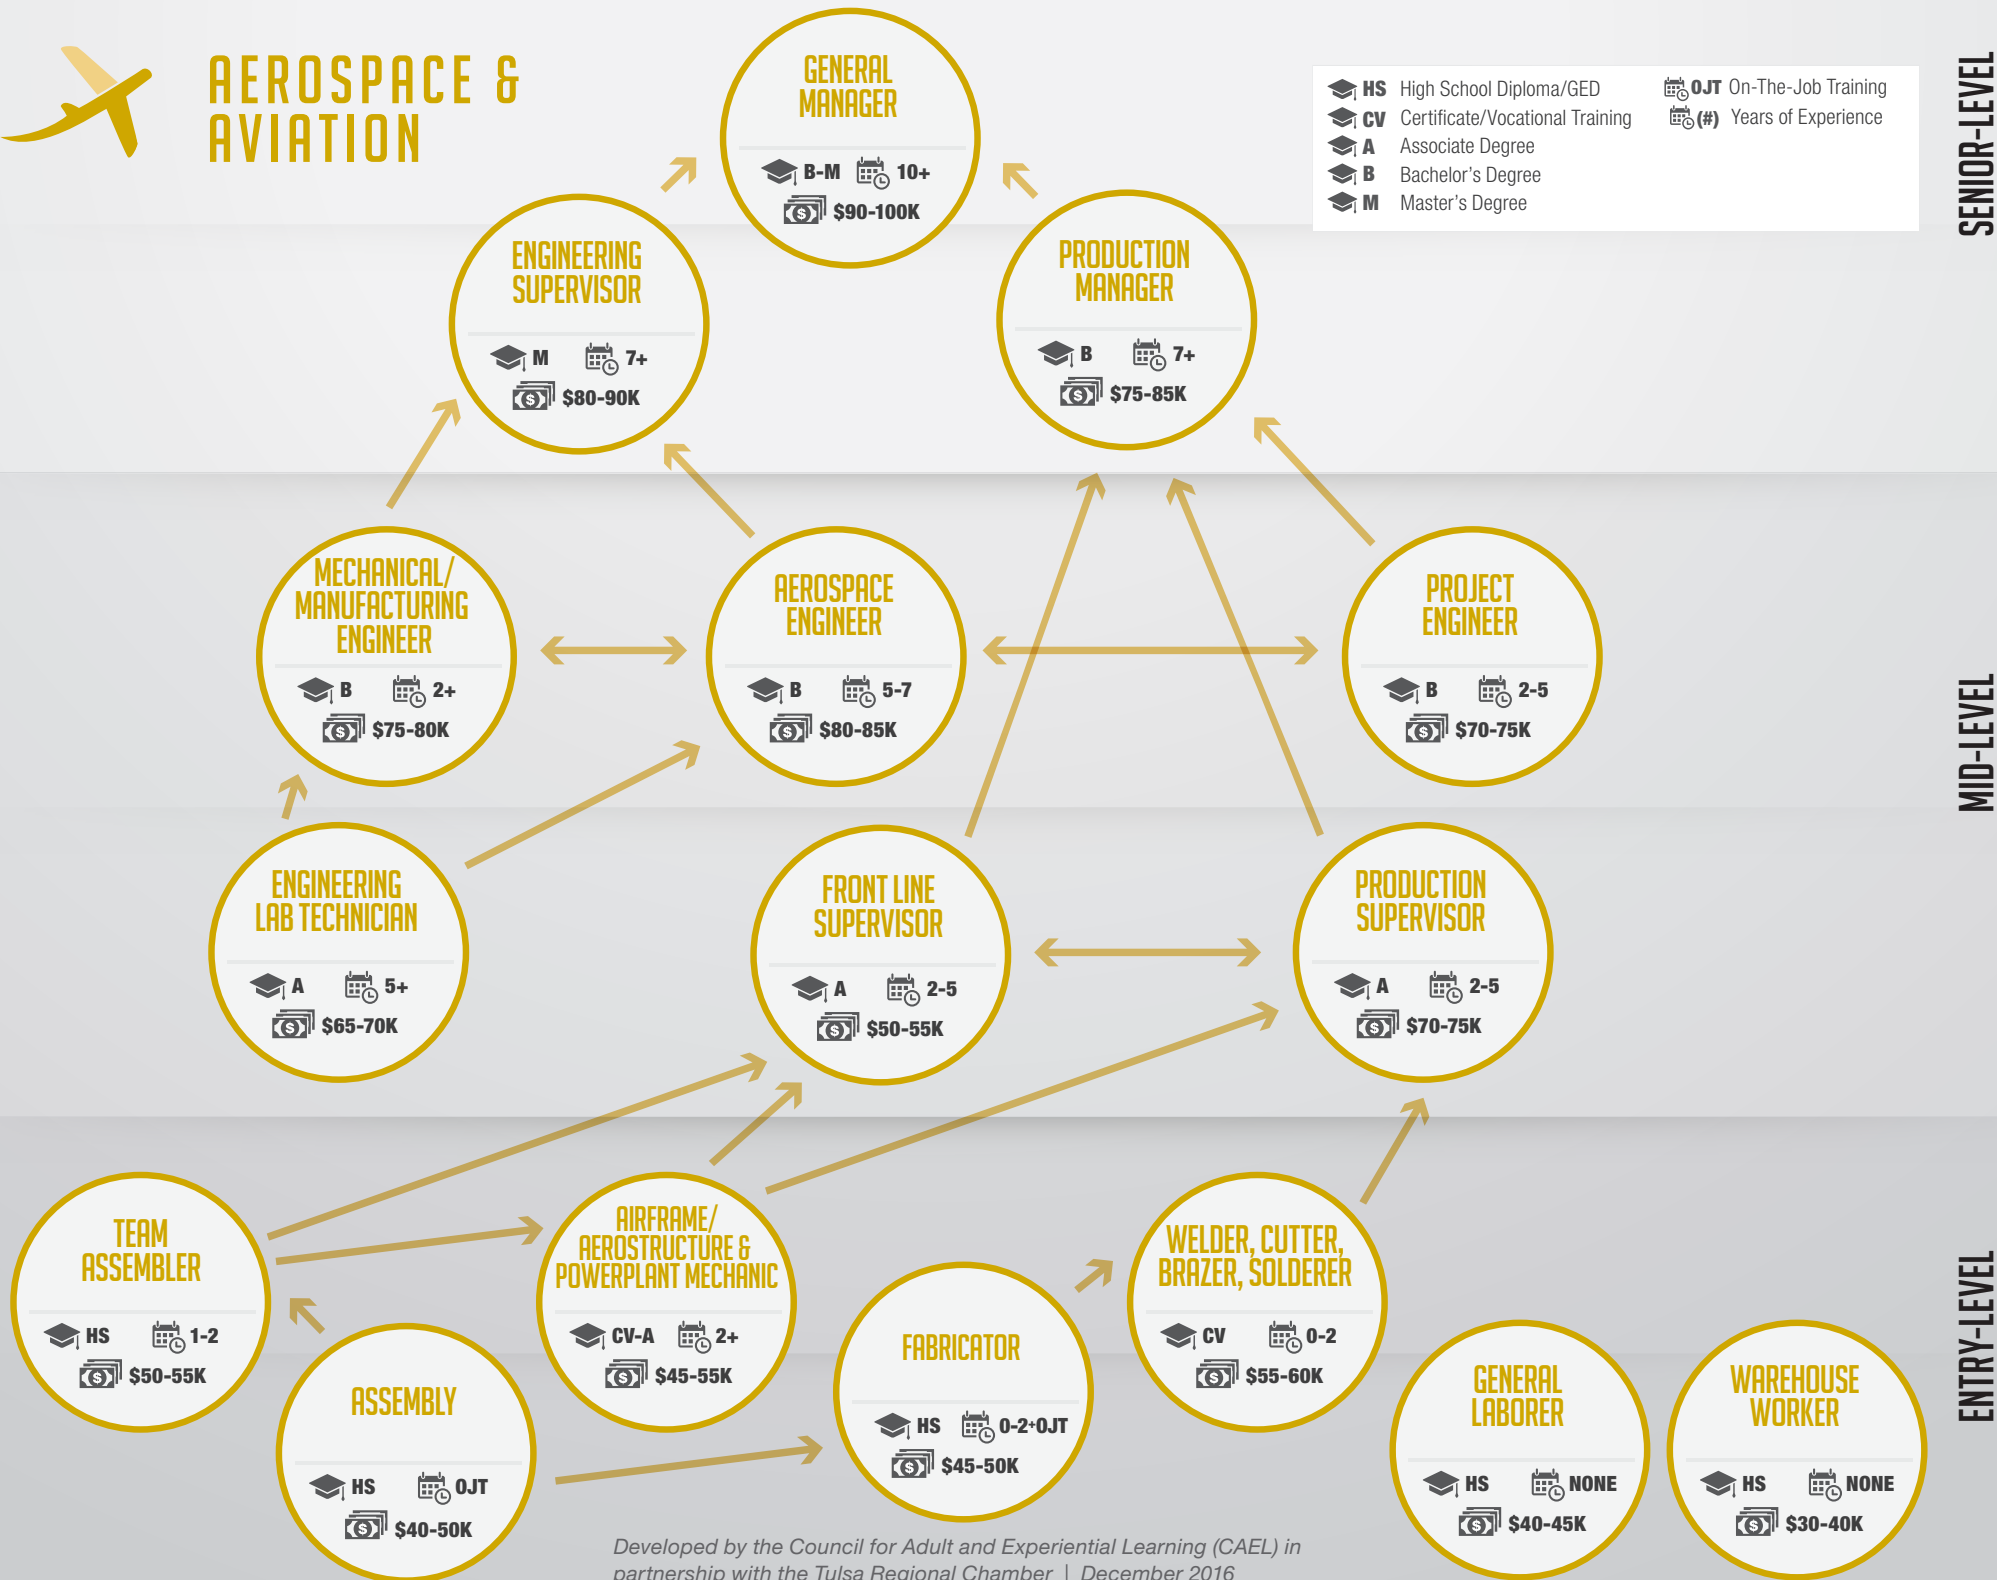 AEROSPACE &
AVIATION
HS High School Diploma/GED
CV Certificate/Vocational Training
A Associate Degree
B Bachelor's Degree
M Master's Degree
OJT On-The-Job Training
(#) Years of Experience
SENIOR-LEVEL
GENERAL
MANAGER
B-M 10+
$90-100K
ENGINEERING
SUPERVISOR
M 7+
$80-90K
PRODUCTION
MANAGER
B 7+
$75-85K
MID-LEVEL
MECHANICAL/
MANUFACTURING
ENGINEER
B 2+
$75-80K
AEROSPACE
ENGINEER
B 5-7
$80-85K
PROJECT
ENGINEER
B 2-5
$70-75K
ENGINEERING
LAB TECHNICIAN
A 5+
$65-70K
FRONT LINE
SUPERVISOR
A 2-5
$50-55K
PRODUCTION
SUPERVISOR
A 2-5
$70-75K
ENTRY-LEVEL
TEAM
ASSEMBLER
HS 1-2
$50-55K
AIRFRAME/
AEROSTRUCTURE &
POWERPLANT MECHANIC
CV-A 2+
$45-55K
WELDER, CUTTER,
BRAZER, SOLDERER
CV 0-2
$55-60K
ASSEMBLY
HS OJT
$40-50K
FABRICATOR
HS 0-2+OJT
$45-50K
GENERAL
LABORER
HS NONE
$40-45K
WAREHOUSE
WORKER
HS NONE
$30-40K
Developed by the Council for Adult and Experiential Learning (CAEL) in
partnership with the Tulsa Regional Chamber | December 2016